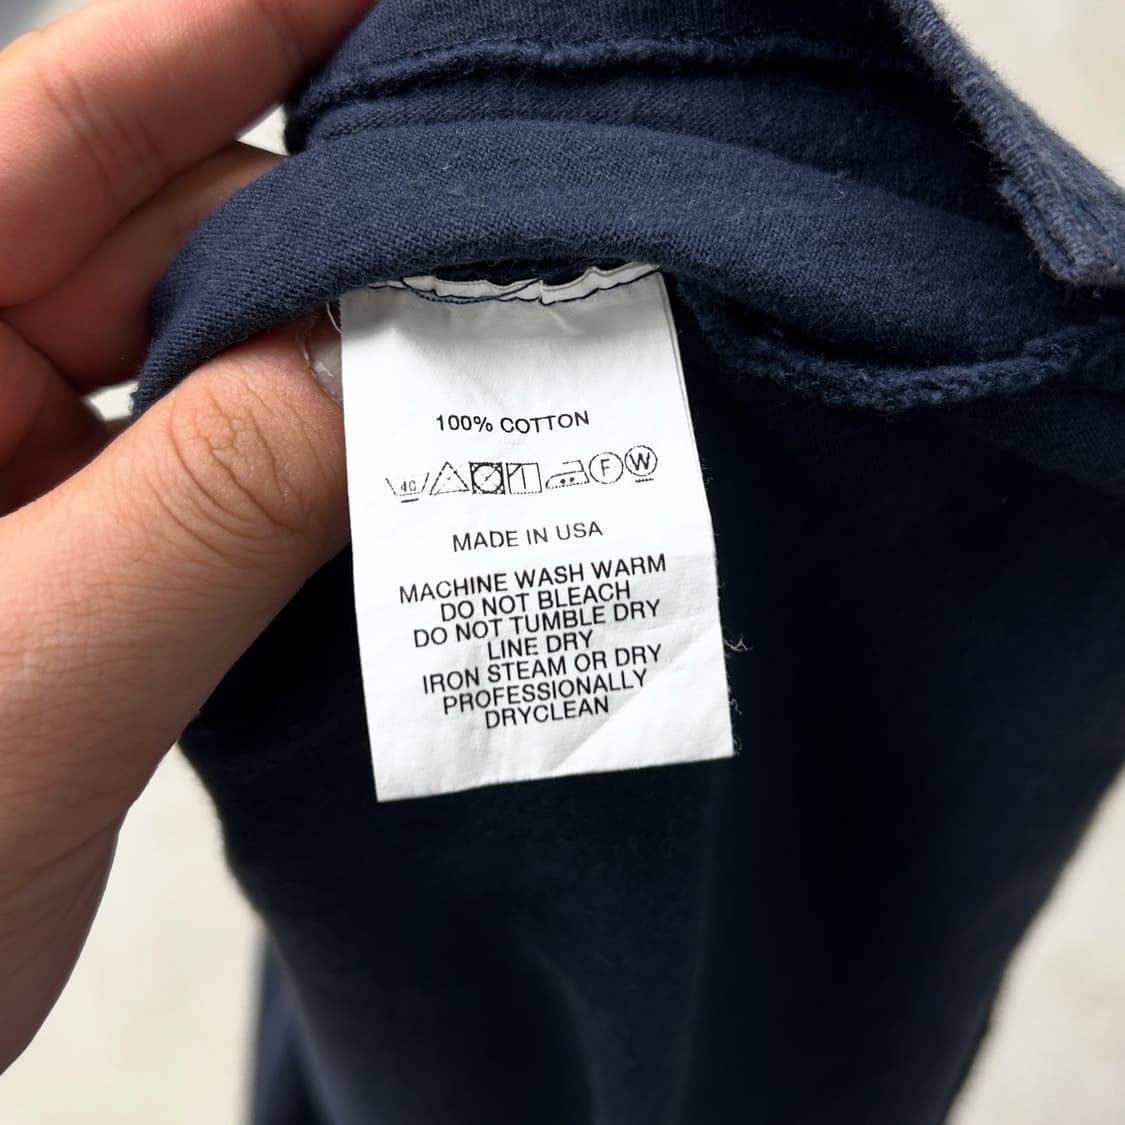 100% COTTON
40 F W
MADE IN USA
MACHINE WASH WARM
DO NOT BLEACH
DO NOT TUMBLE DRY
LINE DRY
IRON STEAM OR DRY
PROFESSIONALLY
DRYCLEAN